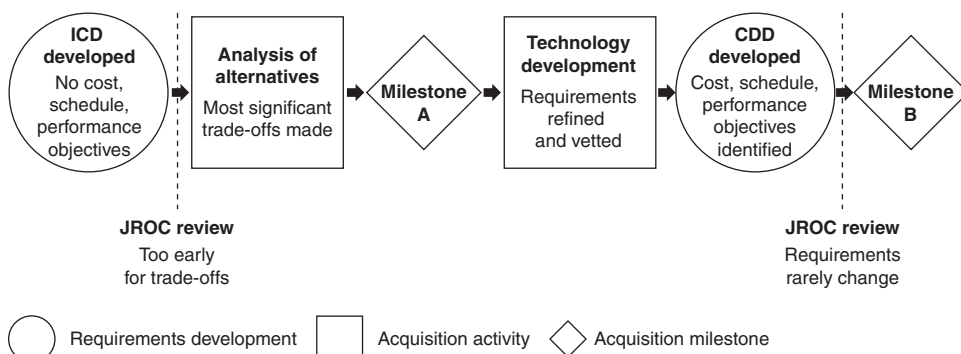 ICD
developed
No cost,
schedule,
performance
objectives
Analysis of
alternatives
Most significant
trade-offs made
Milestone
A
Technology
development
Requirements
refined
and vetted
CDD
developed
Cost, schedule,
performance
objectives
identified
Milestone
B
JROC review
Too early
for trade-offs
JROC review
Requirements
rarely change
Requirements development
Acquisition activity
Acquisition milestone